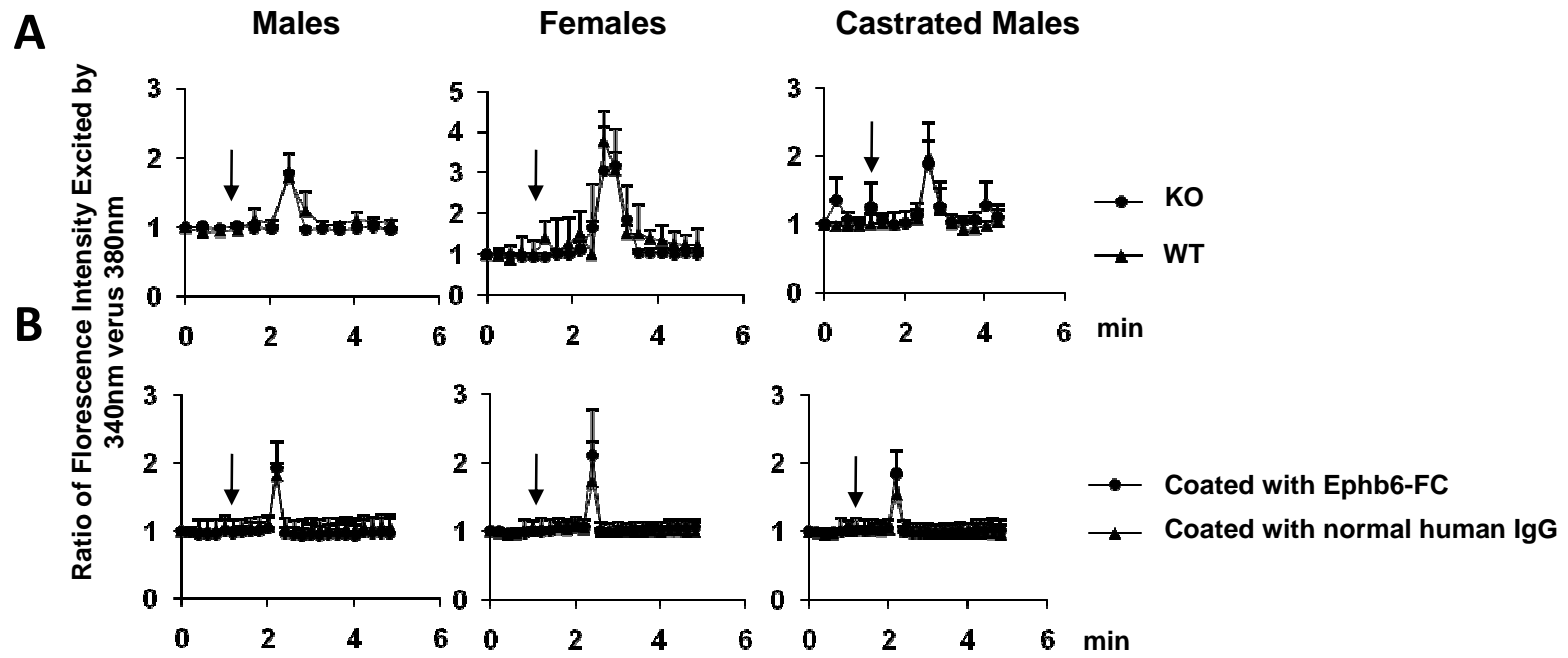 A
Males
Females
Castrated Males
Ratio of Florescence Intensity Excited by
340nm verus 380nm
3
2
1
0
0 2 4 6
5
4
3
2
1
0
0 2 4 6
3
2
1
0
0 2 4 6
min
KO
WT
B
3
2
1
0
0 2 4 6
3
2
1
0
0 2 4 6
3
2
1
0
0 2 4 6
min
Coated with Ephb6-FC
Coated with normal human IgG